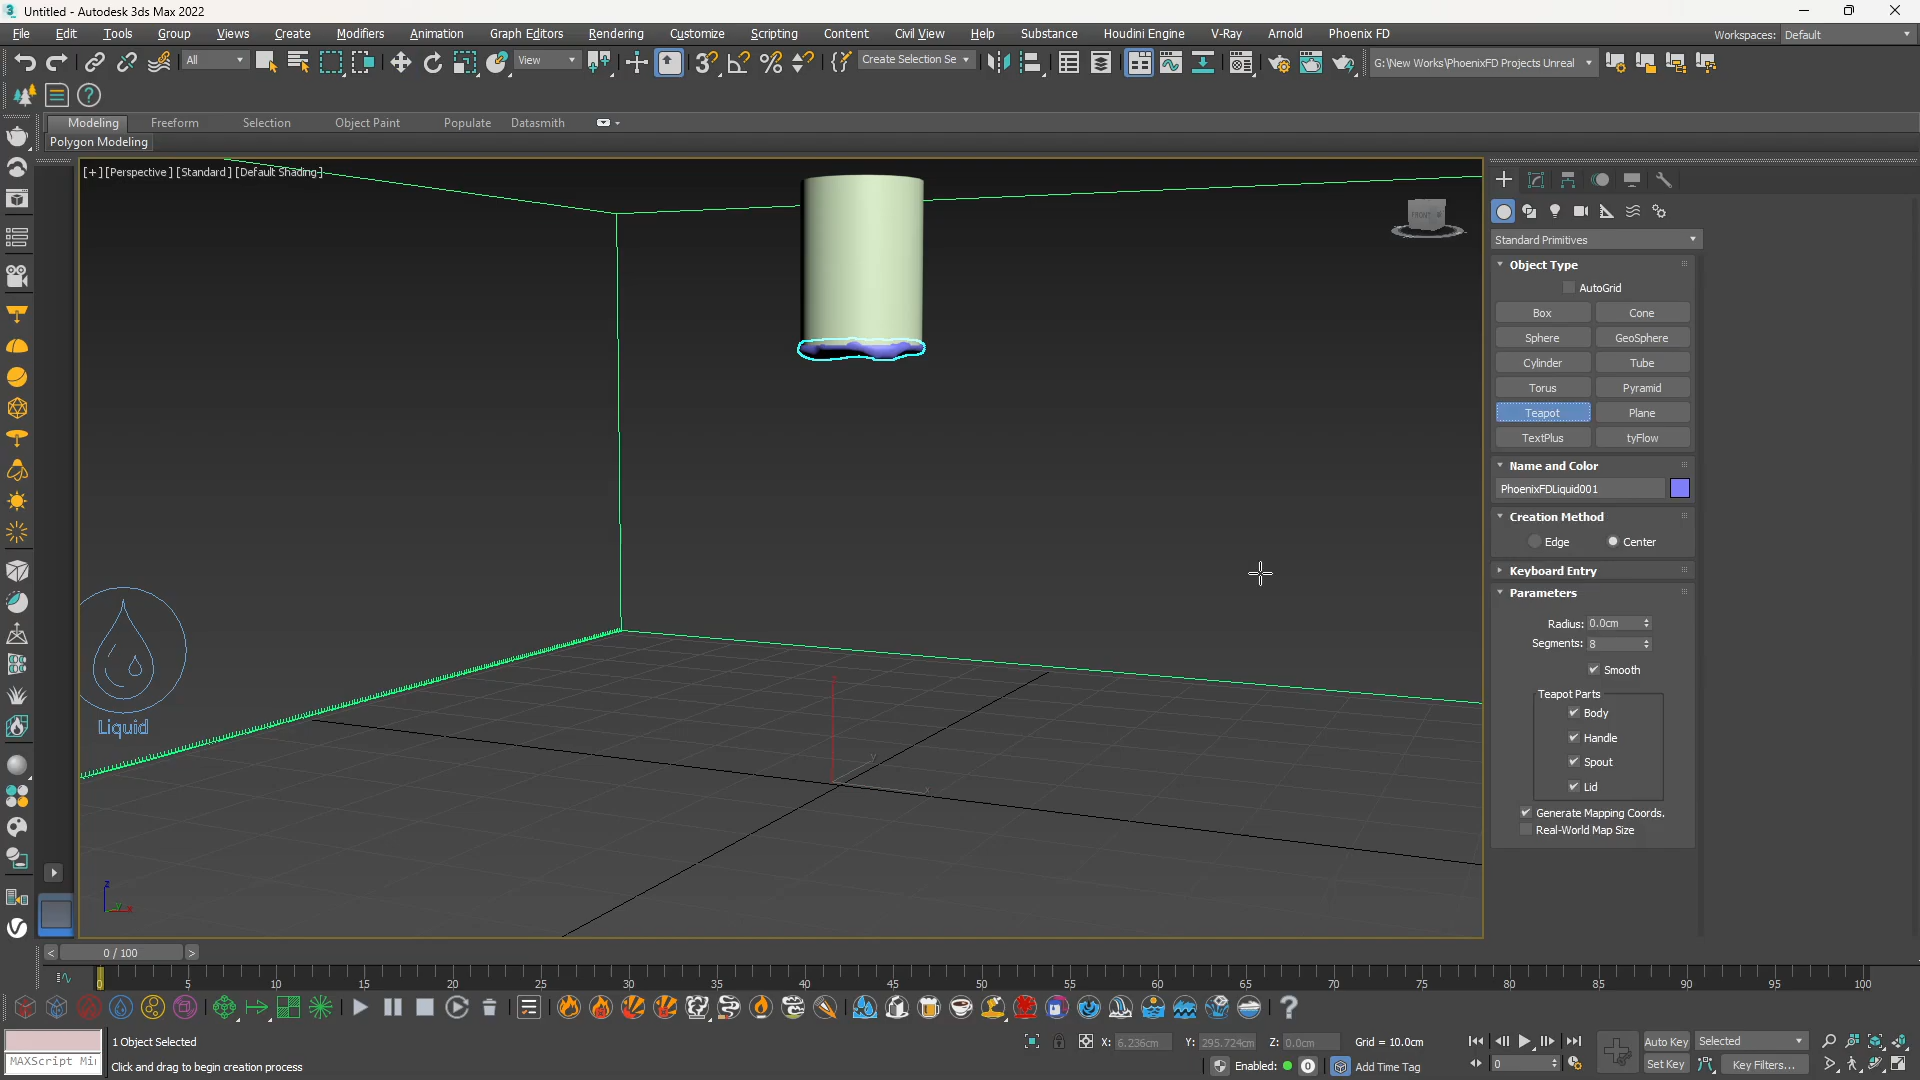 Untitled - Autodesk 3ds Max 2022
File Edit Tools Group Views Create Modifiers Animation Graph Editors Rendering Customize Scripting Content Civil View Help Substance Houdini Engine V-Ray Arnold Phoenix FD
Workspaces: Default
All View Create Selection Se G:\New Works\PhoenixFD Projects Unreal
Modeling Freeform Selection Object Paint Populate Datasmith
Polygon Modeling
[+] [Perspective] [Standard] [Default Shading]
FRONT
Standard Primitives
Object Type
AutoGrid
Box Cone
Sphere GeoSphere
Cylinder Tube
Torus Pyramid
Teapot Plane
TextPlus tyFlow
Name and Color
PhoenixFDLiquid001
Creation Method
Edge Center
Keyboard Entry
Parameters
Radius: 0.0cm
Segments: 8
Smooth
Teapot Parts
Body
Handle
Spout
Lid
Generate Mapping Coords.
Real-World Map Size
Liquid
x y
z
< 0 / 100 >
0 5 10 15 20 25 30 35 40 45 50 55 60 65 70 75 80 85 90 95 100
1 Object Selected
X: 6.236cm Y: 295.724cm Z: 0.0cm Grid = 10.0cm
Auto Key Selected
MAXScript Mi
Click and drag to begin creation process
Enabled: 0 Add Time Tag
0
Set Key Key Filters...